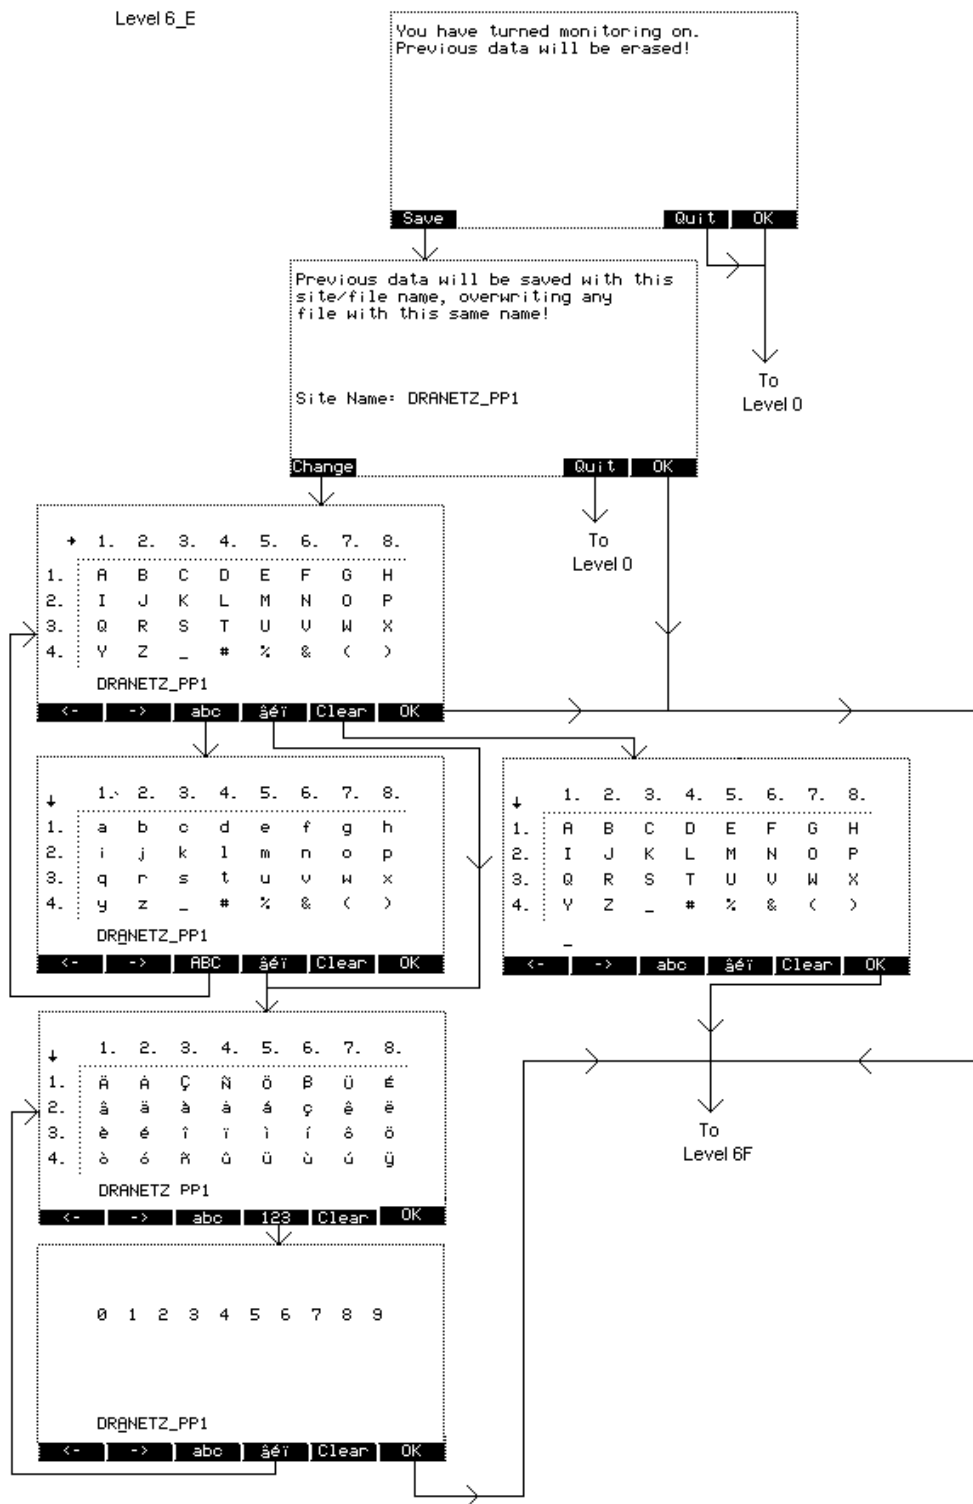 Level 6_E
You have turned monitoring on.
Previous data will be erased!
Save Quit OK
Previous data will be saved with this
site/file name, overwriting any
file with this same name!
To
Level 0
Site Name: DRANETZ_PP1
Change Quit OK
To
Level 0
1. 2. 3. 4. 5. 6. 7. 8.
1. A B C D E F G H
2. I J K L M N O P
3. Q R S T U V W X
4. Y Z _ # % & ( )
DRANETZ_PP1
<- -> abc âéï Clear OK
1. 2. 3. 4. 5. 6. 7. 8.
1. a b c d e f g h
2. i j k l m n o p
3. q r s t u v w x
4. y z _ # % & ( )
DRANETZ_PP1
<- -> ABC âéï Clear OK
1. 2. 3. 4. 5. 6. 7. 8.
1. A B C D E F G H
2. I J K L M N O P
3. Q R S T U V W X
4. Y Z _ # % & ( )
_
<- -> abc âéï Clear OK
1. 2. 3. 4. 5. 6. 7. 8.
1. Ä Å Ç Ñ Ö ß Ü É
2. â ä à å á ç ê ë
3. è é î ï ì í ô ö
4. ò ó ñ û ü ù ú ÿ
DRANETZ PP1
<- -> abc 123 Clear OK
To
Level 6F
0 1 2 3 4 5 6 7 8 9
DRANETZ_PP1
<- -> abc âéï Clear OK